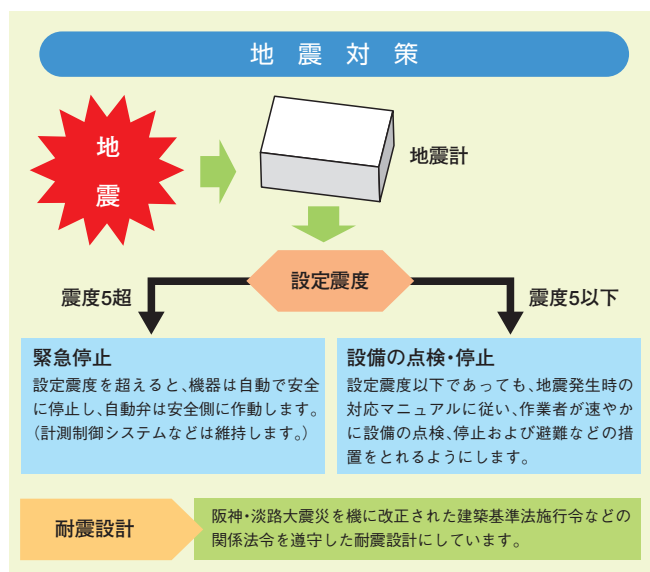 地震対策
地
震
地震計
設定震度
震度5超
震度5以下
緊急停止
設定震度を超えると、機器は自動で安全
に停止し、自動弁は安全側に作動します。
（計測制御システムなどは維持します。）
設備の点検・停止
設定震度以下であっても、地震発生時の
対応マニュアルに従い、作業者が速やか
に設備の点検、停止および避難などの措
置をとれるようにします。
耐震設計
阪神・淡路大震災を機に改正された建築基準法施行令などの
関係法令を遵守した耐震設計にしています。